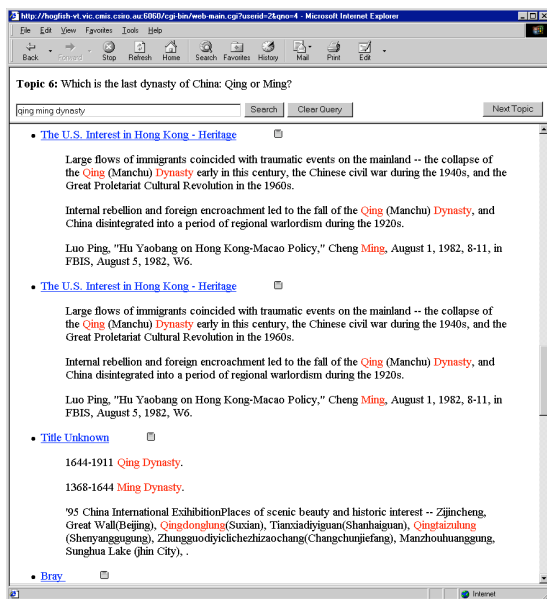 http://hogfish-vt.vic.cmis.csiro.au:6060/cgi-bin/web-main.cgi?userid=2&qno=4 - Microsoft Internet Explorer
File Edit View Favorites Tools Help
Back Forward Stop Refresh Home Search Favorites History Mail Print Edit
Topic 6: Which is the last dynasty of China: Qing or Ming?
qing ming dynasty Search Clear Query Next Topic
• The U.S. Interest in Hong Kong - Heritage
Large flows of immigrants coincided with traumatic events on the mainland -- the collapse of
the Qing (Manchu) Dynasty early in this century, the Chinese civil war during the 1940s, and the
Great Proletariat Cultural Revolution in the 1960s.
Internal rebellion and foreign encroachment led to the fall of the Qing (Manchu) Dynasty, and
China disintegrated into a period of regional warlordism during the 1920s.
Luo Ping, "Hu Yaobang on Hong Kong-Macao Policy," Cheng Ming, August 1, 1982, 8-11, in
FBIS, August 5, 1982, W6.
• The U.S. Interest in Hong Kong - Heritage
Large flows of immigrants coincided with traumatic events on the mainland -- the collapse of
the Qing (Manchu) Dynasty early in this century, the Chinese civil war during the 1940s, and the
Great Proletariat Cultural Revolution in the 1960s.
Internal rebellion and foreign encroachment led to the fall of the Qing (Manchu) Dynasty, and
China disintegrated into a period of regional warlordism during the 1920s.
Luo Ping, "Hu Yaobang on Hong Kong-Macao Policy," Cheng Ming, August 1, 1982, 8-11, in
FBIS, August 5, 1982, W6.
• Title Unknown
1644-1911 Qing Dynasty.
1368-1644 Ming Dynasty.
'95 China International ExihibitionPlaces of scenic beauty and historic interest -- Zijincheng,
Great Wall(Beijing), Qingdonglung(Suxian), Tianxiadiyiguan(Shanhaiguan), Qingtaizulung
(Shenyanggugung), Zhungguodiyiclichezhizaochang(Changchunjiefang), Manzhouhuanggung,
Sunghua Lake (jhin City), .
• Bray
Internet